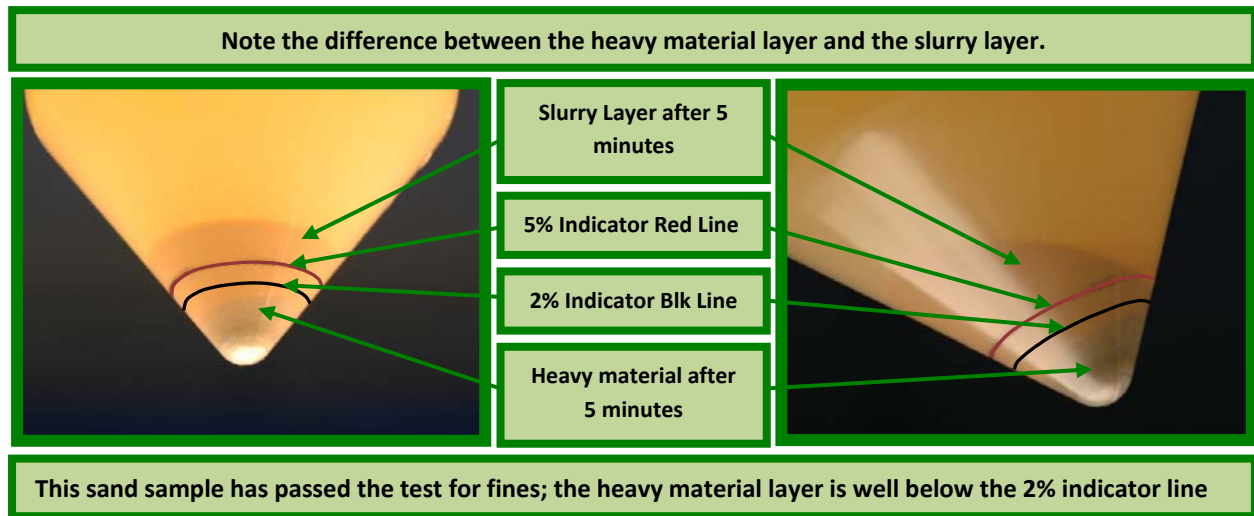 Note the difference between the heavy material layer and the slurry layer.
Slurry Layer after 5
minutes
5% Indicator Red Line
2% Indicator Blk Line
Heavy material after
5 minutes
This sand sample has passed the test for fines; the heavy material layer is well below the 2% indicator line